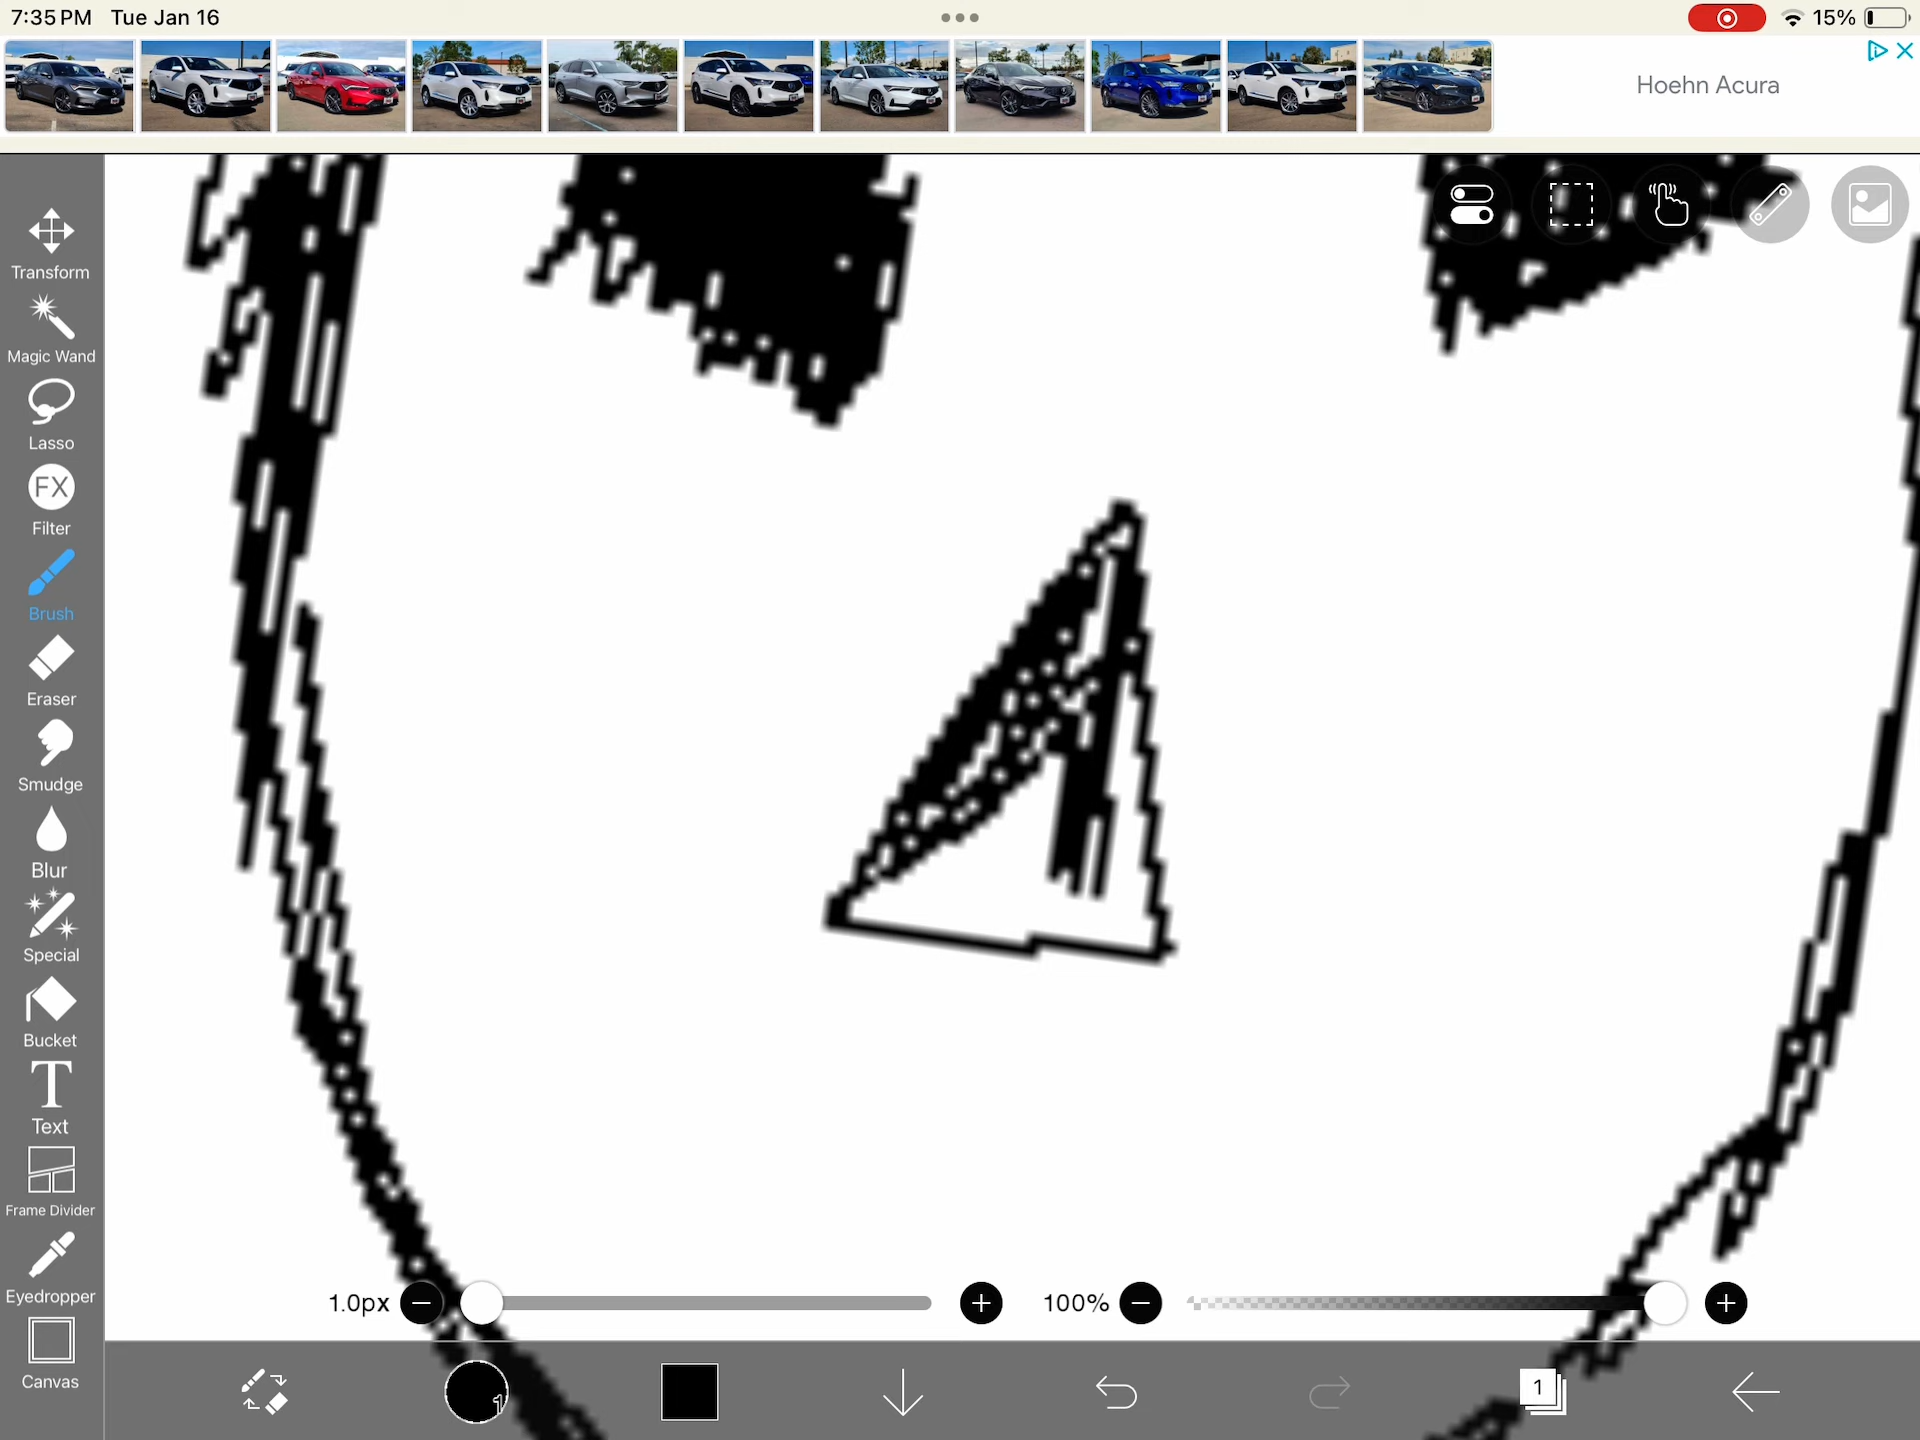 7:35 PM Tue Jan 16
15%
Hoehn Acura
Transform
Magic Wand
Lasso
FX
Filter
Brush
Eraser
Smudge
Blur
Special
Bucket
T
Text
Frame Divider
Eyedropper
Canvas
1.0px
100%
1
1